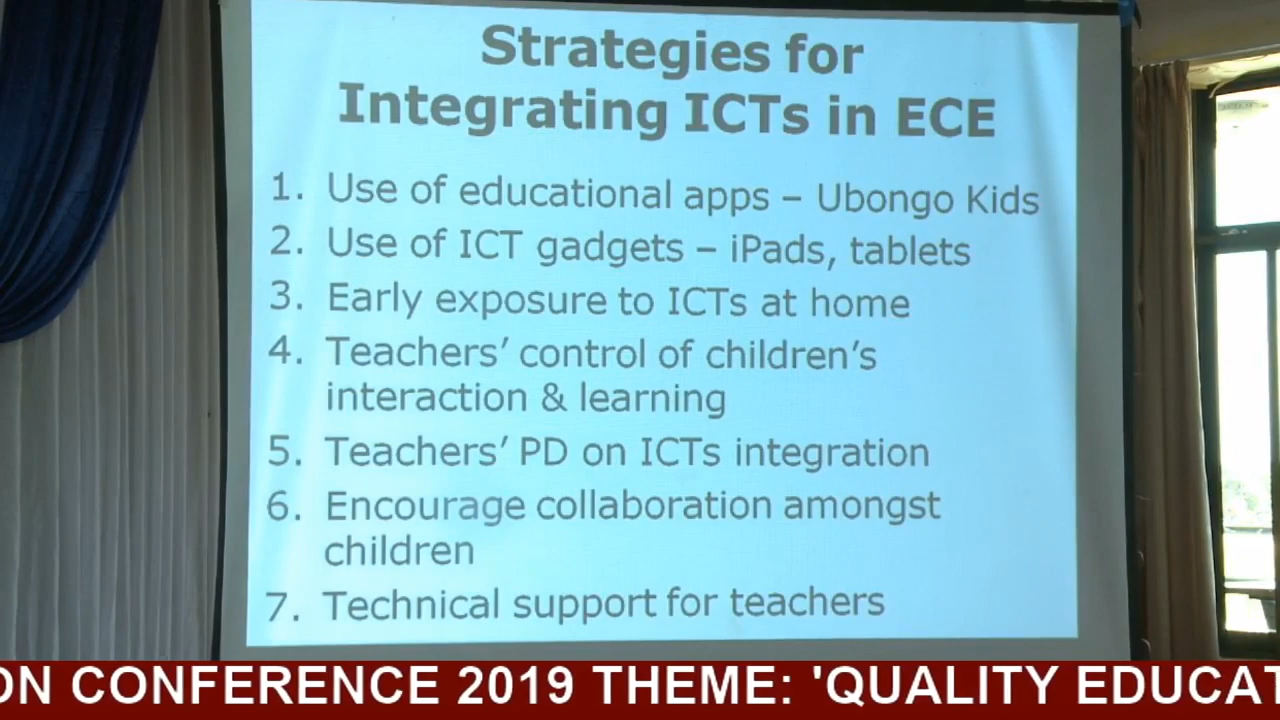 Strategies for
Integrating ICTs in ECE
1. Use of educational apps – Ubongo Kids
2. Use of ICT gadgets – iPads, tablets
3. Early exposure to ICTs at home
4. Teachers’ control of children’s
interaction & learning
5. Teachers’ PD on ICTs integration
6. Encourage collaboration amongst
children
7. Technical support for teachers
ON CONFERENCE 2019 THEME: 'QUALITY EDUCAT